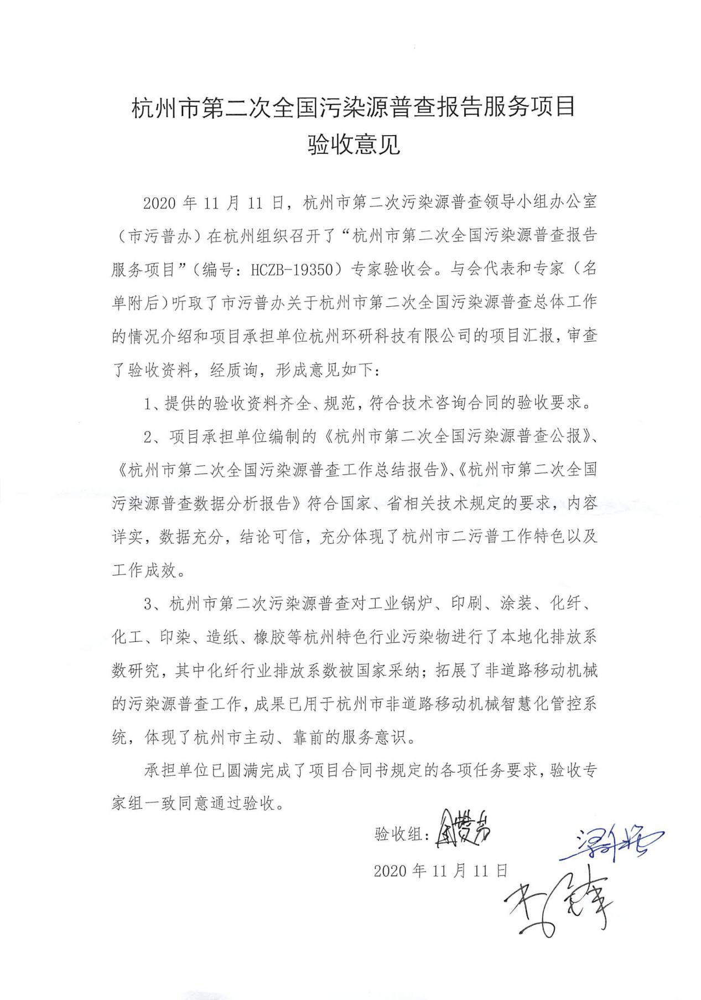 杭州市第二次全国污染源普查报告服务项目
验收意见
2020 年 11 月 11 日，杭州市第二次污染源普查领导小组办公室
（市污普办）在杭州组织召开了“杭州市第二次全国污染源普查报告
服务项目”（编号：HCZB-19350）专家验收会。与会代表和专家（名
单附后）听取了市污普办关于杭州市第二次全国污染源普查总体工作
的情况介绍和项目承担单位杭州环研科技有限公司的项目汇报，审查
了验收资料，经质询，形成意见如下：
1、提供的验收资料齐全、规范，符合技术咨询合同的验收要求。
2、项目承担单位编制的《杭州市第二次全国污染源普查公报》、
《杭州市第二次全国污染源普查工作总结报告》、《杭州市第二次全国
污染源普查数据分析报告》符合国家、省相关技术规定的要求，内容
详实，数据充分，结论可信，充分体现了杭州市二污普工作特色以及
工作成效。
3、杭州市第二次污染源普查对工业锅炉、印刷、涂装、化纤、
化工、印染、造纸、橡胶等杭州特色行业污染物进行了本地化排放系
数研究，其中化纤行业排放系数被国家采纳；拓展了非道路移动机械
的污染源普查工作，成果已用于杭州市非道路移动机械智慧化管控系
统，体现了杭州市主动、靠前的服务意识。
承担单位已圆满完成了项目合同书规定的各项任务要求，验收专
家组一致同意通过验收。
验收组：
2020 年 11 月 11 日